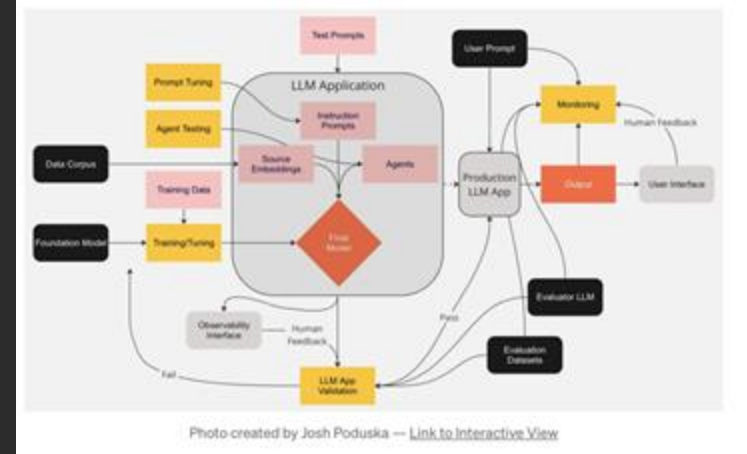 Test Prompts
User Prompt
Prompt Tuning
LLM Application
Monitoring
Instruction
Prompts
Human Feedback
Agent Testing
Data Corpus
Source
Embeddings
Agents
Production
LLM App
Output
User Interface
Training Data
Foundation Model
Training/Tuning
Final
Model
Evaluator LLM
Observability
Interface
Human
Feedback
Pass
Evaluation
Datasets
Fail
LLM App
Validation
Photo created by Josh Poduska — Link to Interactive View